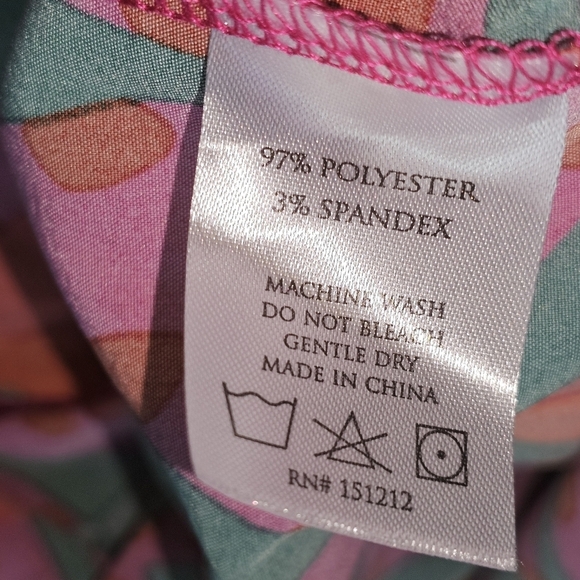 97% POLYESTER
3% SPANDEX
MACHINE WASH
DO NOT BLEACH
GENTLE DRY
MADE IN CHINA
RN# 151212